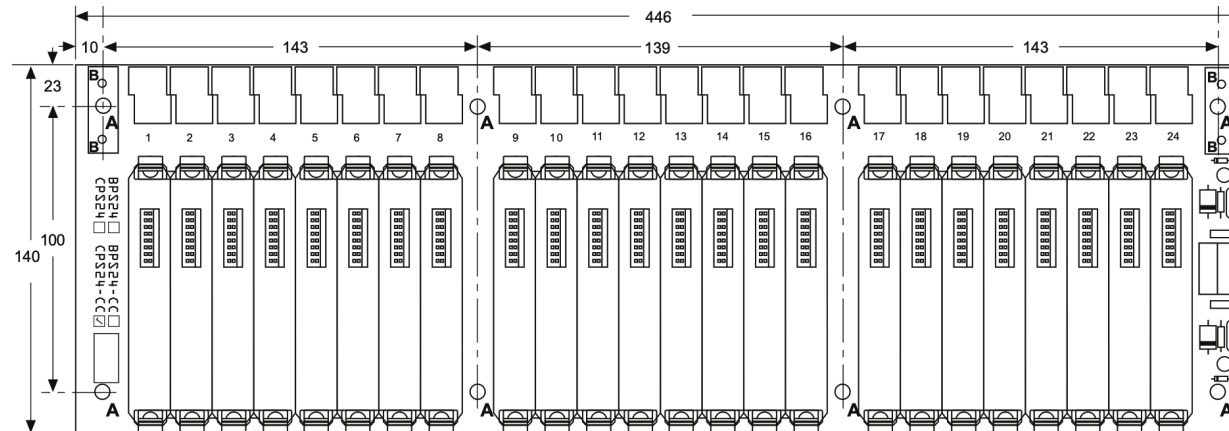 446
10
143
139
143
23
B
B
A
A
A
B
A
B
1 2 3 4 5 6 7 8
9 10 11 12 13 14 15 16
17 18 19 20 21 22 23 24
BPS24
CPS24
100
140
BPS24-CC
CPS24-CC
A
A
A
A